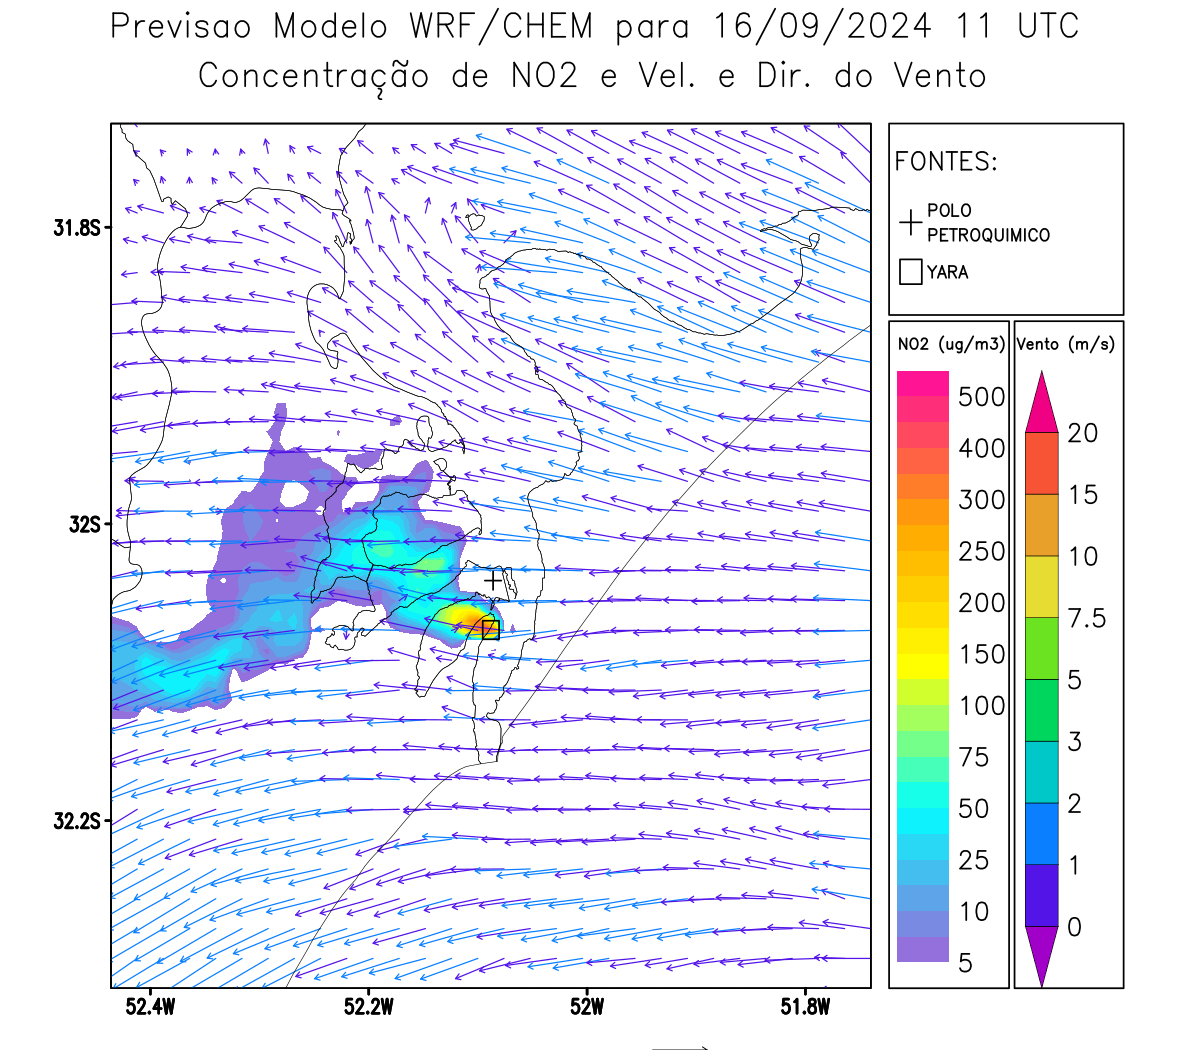 Previsao Modelo WRF/CHEM para 16/09/2024 11 UTC
Concentração de NO2 e Vel. e Dir. do Vento
FONTES:
POLO
PETROQUIMICO
YARA
31.8S
32S
32.2S
52.4W
52.2W
52W
51.8W
NO2 (ug/m3)
500
400
300
250
200
150
100
75
50
25
10
5
Vento (m/s)
20
15
10
7.5
5
3
2
1
0